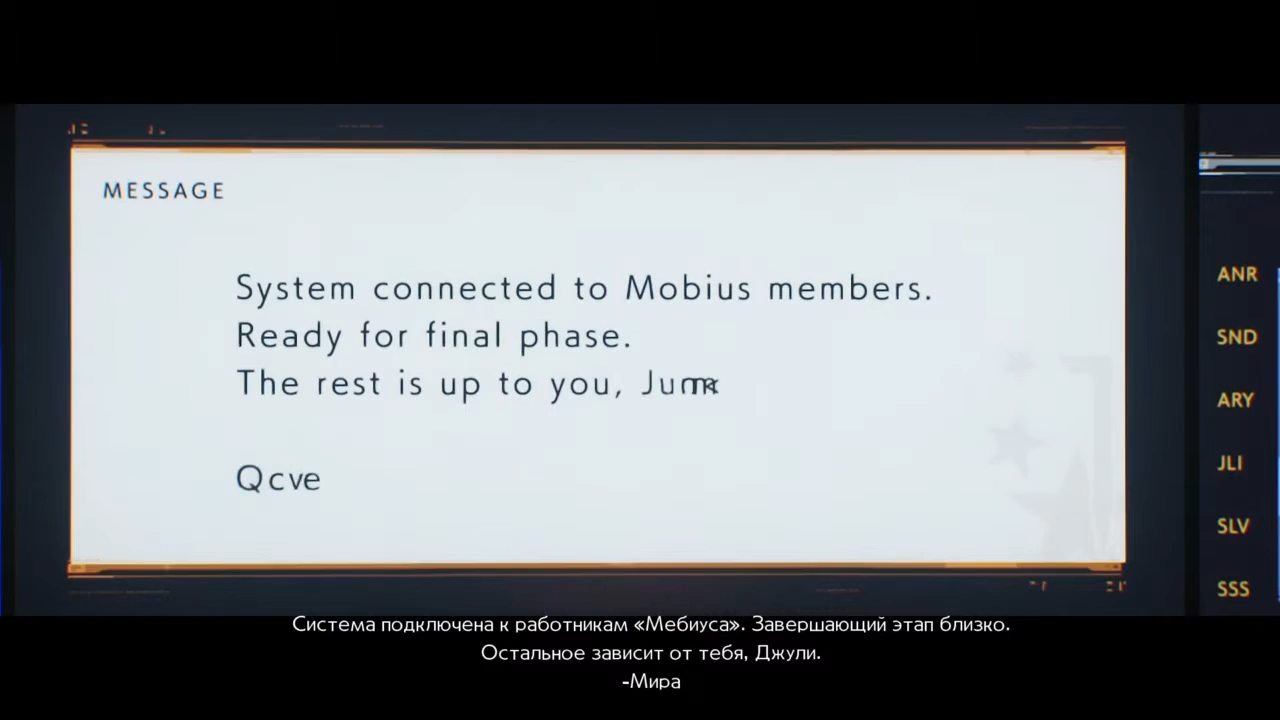 MESSAGE
System connected to Mobius members.
Ready for final phase.
The rest is up to you,
Qcve
ANR
SND
ARY
JLI
SLV
SSS
Система подключена к работникам «Мебиуса». Завершающий этап близко.
Остальное зависит от тебя, Джули.
-Мира